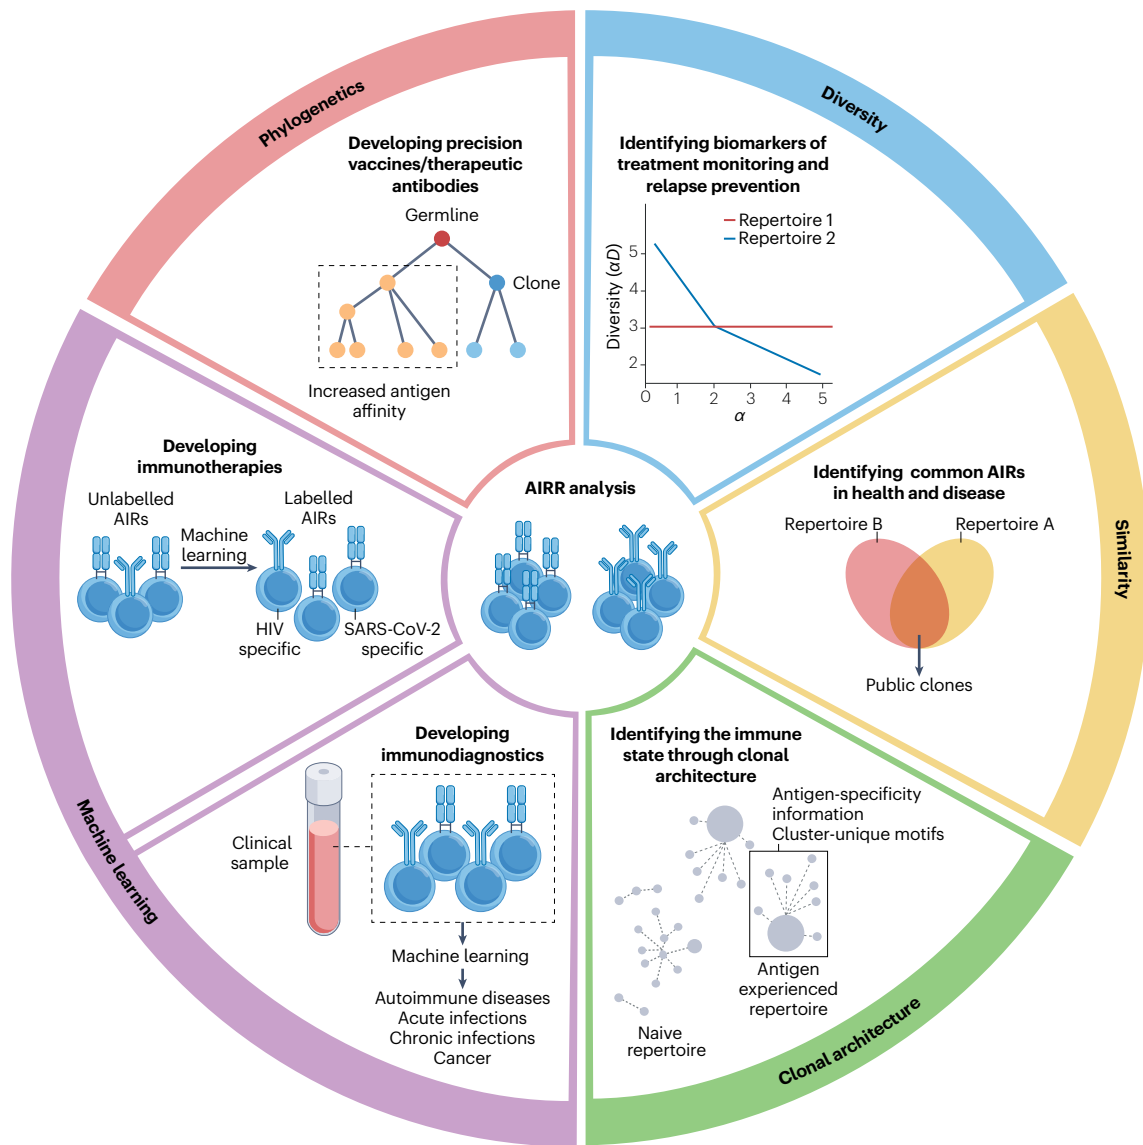 Phylogenetics
Developing precision
vaccines/therapeutic
antibodies
Germline
Clone
Increased antigen
affinity
Diversity
Identifying biomarkers of
treatment monitoring and
relapse prevention
Repertoire 1
Repertoire 2
Diversity (αD)
5
4
3
2
0 1 2 3 4 5
α
Similarity
Identifying common AIRs
in health and disease
Repertoire B
Repertoire A
Public clones
Clonal architecture
Identifying the immune
state through clonal
architecture
Antigen-specificity
information
Cluster-unique motifs
Antigen
experienced
repertoire
Naive
repertoire
Machine learning
Developing
immunodiagnostics
Clinical
sample
Machine learning
Autoimmune diseases
Acute infections
Chronic infections
Cancer
Developing
immunotherapies
Unlabelled
AIRs
Machine
learning
Labelled
AIRs
HIV
specific
SARS-CoV-2
specific
AIRR analysis